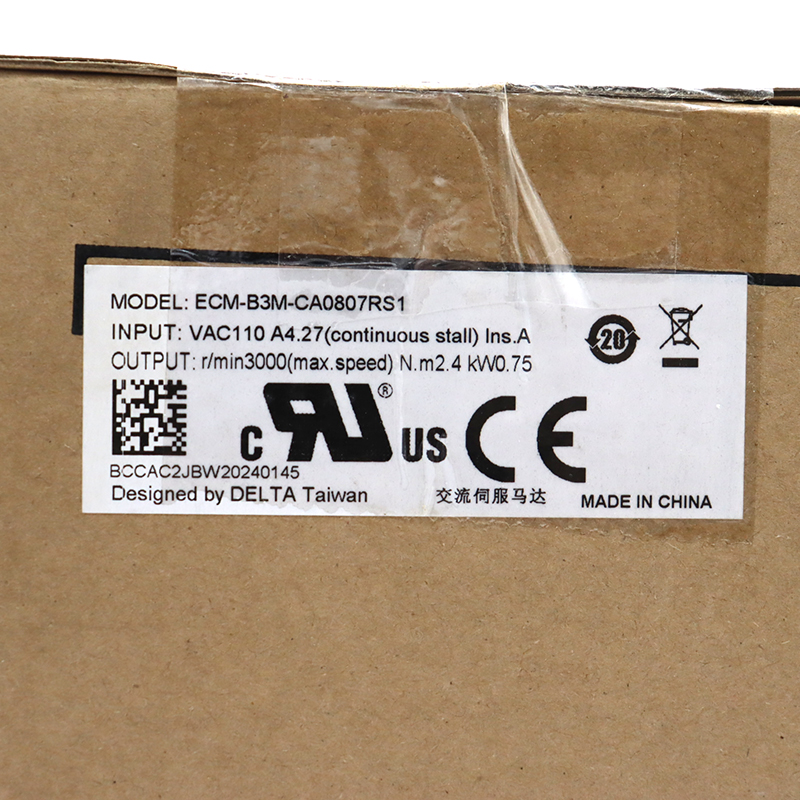 MODEL: ECM-B3M-CA0807RS1
INPUT: VAC110 A4.27(continuous stall) Ins.A
OUTPUT: r/min3000(max.speed) N.m2.4 kW0.75
20
c RU® US CE
BCCAC2JBW20240145
Designed by DELTA Taiwan
交流伺服马达
MADE IN CHINA